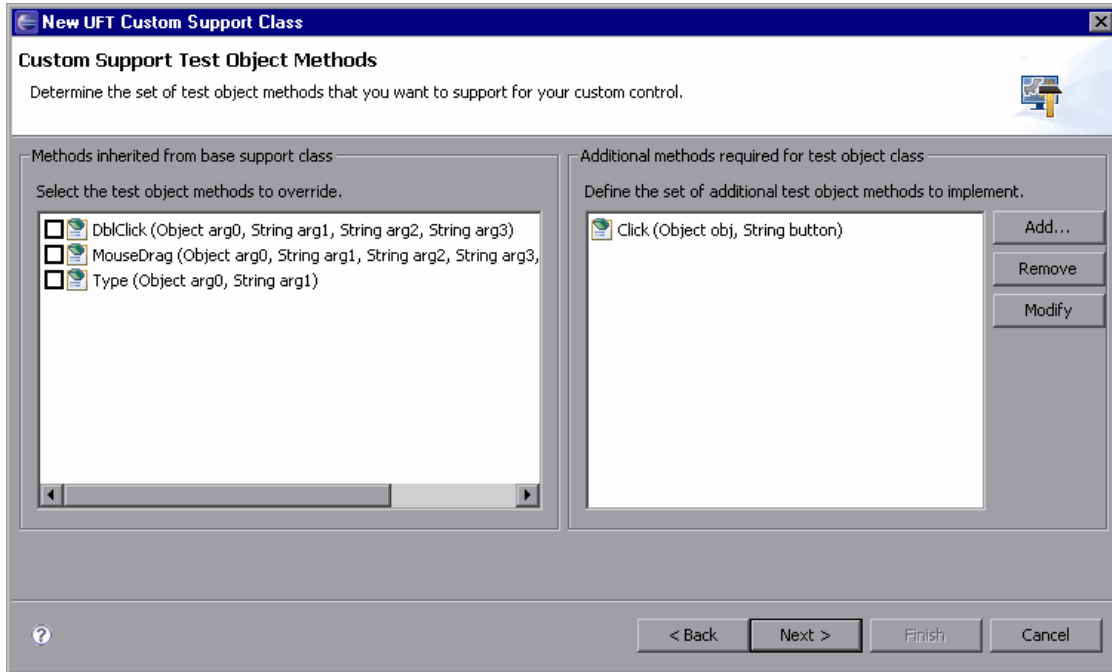 New UFT Custom Support Class
Custom Support Test Object Methods
Determine the set of test object methods that you want to support for your custom control.
Methods inherited from base support class
Select the test object methods to override.
DblClick (Object arg0, String arg1, String arg2, String arg3)
MouseDrag (Object arg0, String arg1, String arg2, String arg3,
Type (Object arg0, String arg1)
Additional methods required for test object class
Define the set of additional test object methods to implement.
Click (Object obj, String button)
Add...
Remove
Modify
?
< Back
Next >
Finish
Cancel